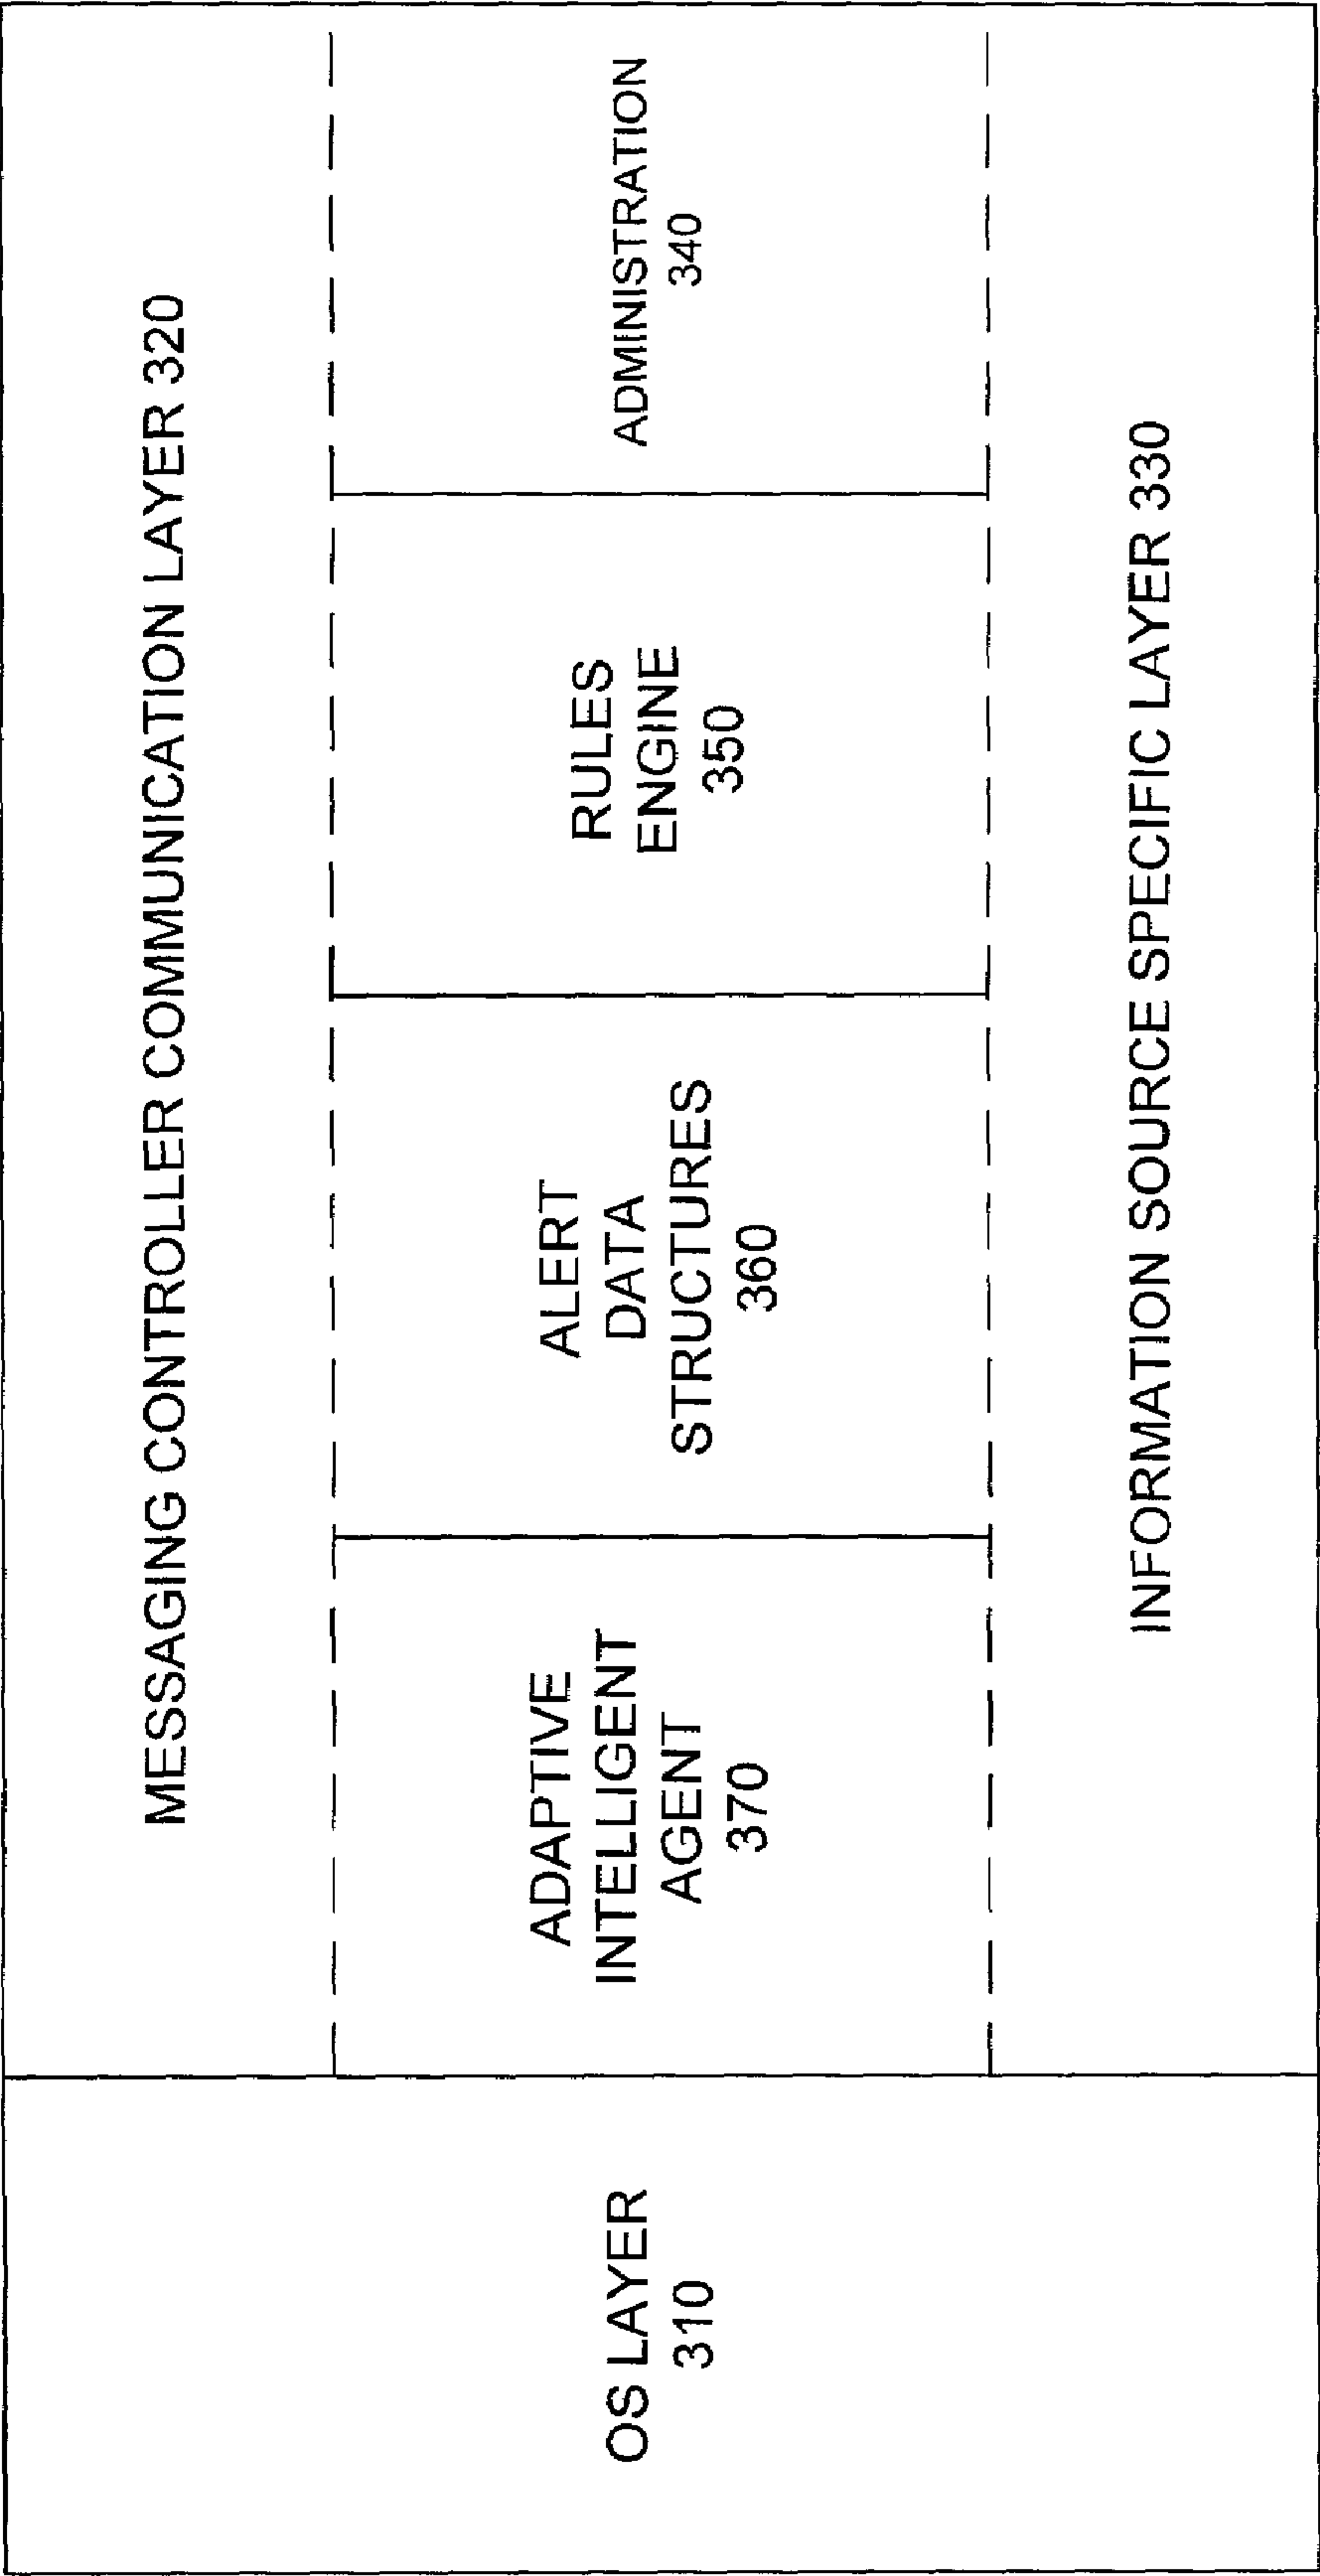 MESSAGING CONTROLLER COMMUNICATION LAYER 320
OS LAYER
310
ADAPTIVE
INTELLIGENT
AGENT
370
ALERT
DATA
STRUCTURES
360
RULES
ENGINE
350
ADMINISTRATION
340
INFORMATION SOURCE SPECIFIC LAYER 330